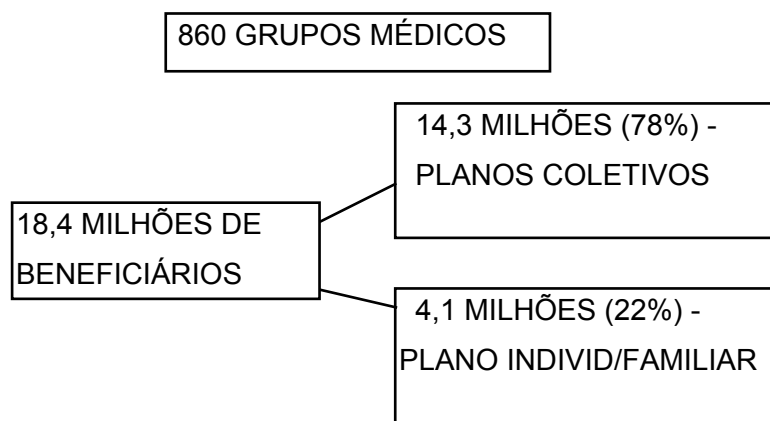 860 GRUPOS MÉDICOS
14,3 MILHÕES (78%) -
PLANOS COLETIVOS
18,4 MILHÕES DE
BENEFICIÁRIOS
4,1 MILHÕES (22%) -
PLANO INDIVID/FAMILIAR